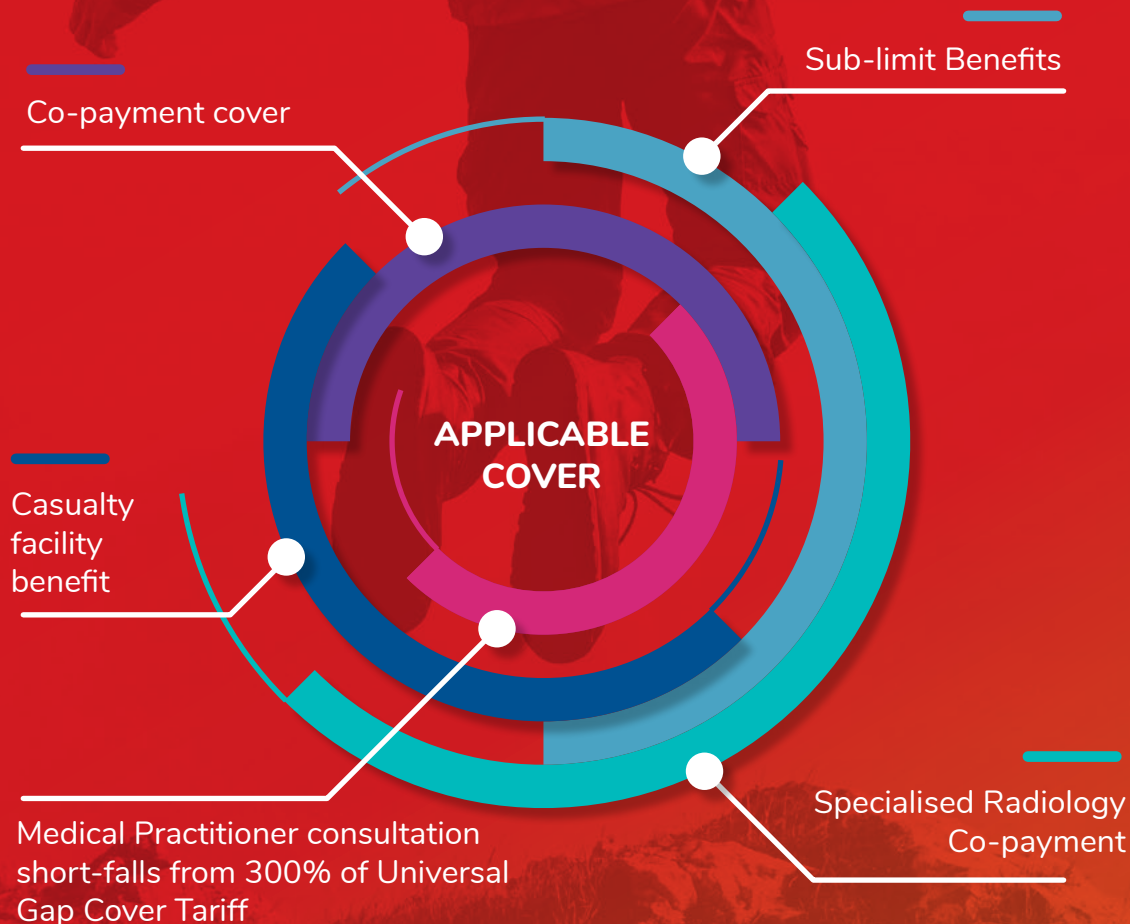 Sub-limit Benefits
Co-payment cover
APPLICABLE
COVER
Casualty
facility
benefit
Specialised Radiology
Co-payment
Medical Practitioner consultation
short-falls from 300% of Universal
Gap Cover Tariff